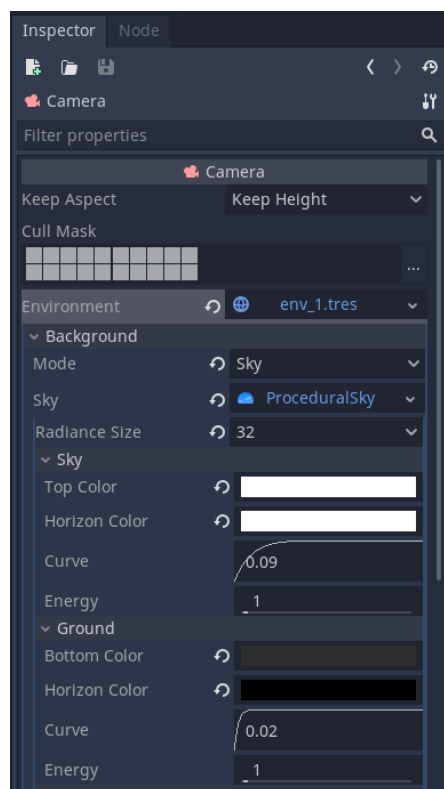 Inspector Node
Camera
Filter properties
Camera
Keep Aspect Keep Height
Cull Mask
...
Environment env_1.tres
Background
Mode Sky
Sky ProceduralSky
Radiance Size 32
Sky
Top Color
Horizon Color
Curve 0.09
Energy 1
Ground
Bottom Color
Horizon Color
Curve 0.02
Energy 1